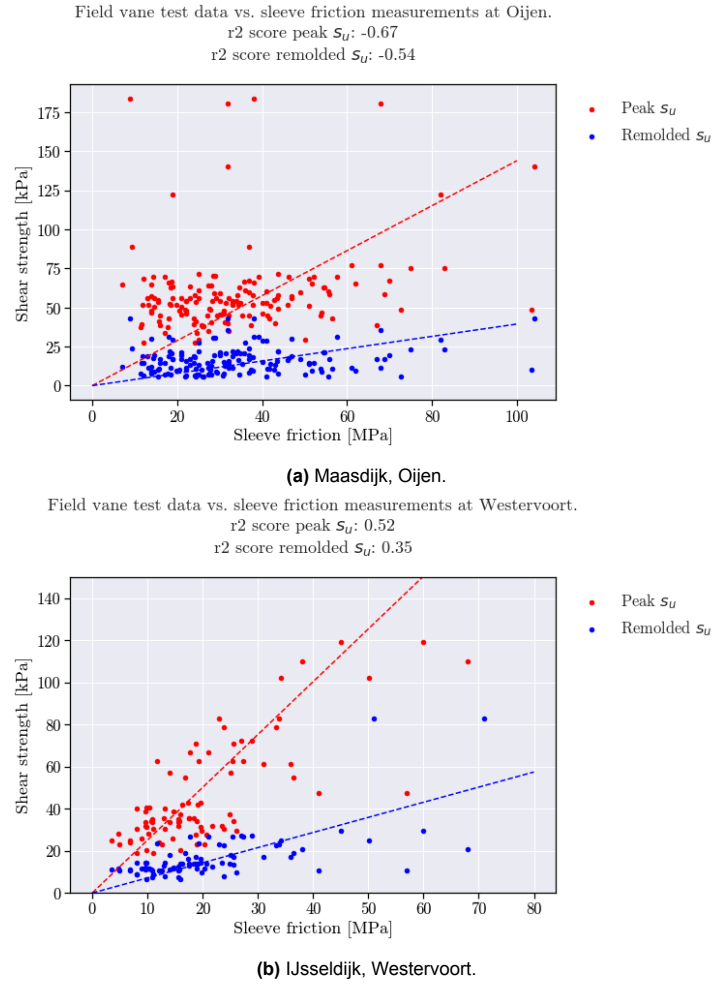 Field vane test data vs. sleeve friction measurements at Oijen.
r2 score peak s_u: -0.67
r2 score remolded s_u: -0.54
175
150
125
100
75
50
25
0
Shear strength [kPa]
0 20 40 60 80 100
Sleeve friction [MPa]
Peak s_u
Remolded s_u
(a) Maasdijk, Oijen.
Field vane test data vs. sleeve friction measurements at Westervoort.
r2 score peak s_u: 0.52
r2 score remolded s_u: 0.35
140
120
100
80
60
40
20
0
Shear strength [kPa]
0 10 20 30 40 50 60 70 80
Sleeve friction [MPa]
Peak s_u
Remolded s_u
(b) IJsseldijk, Westervoort.